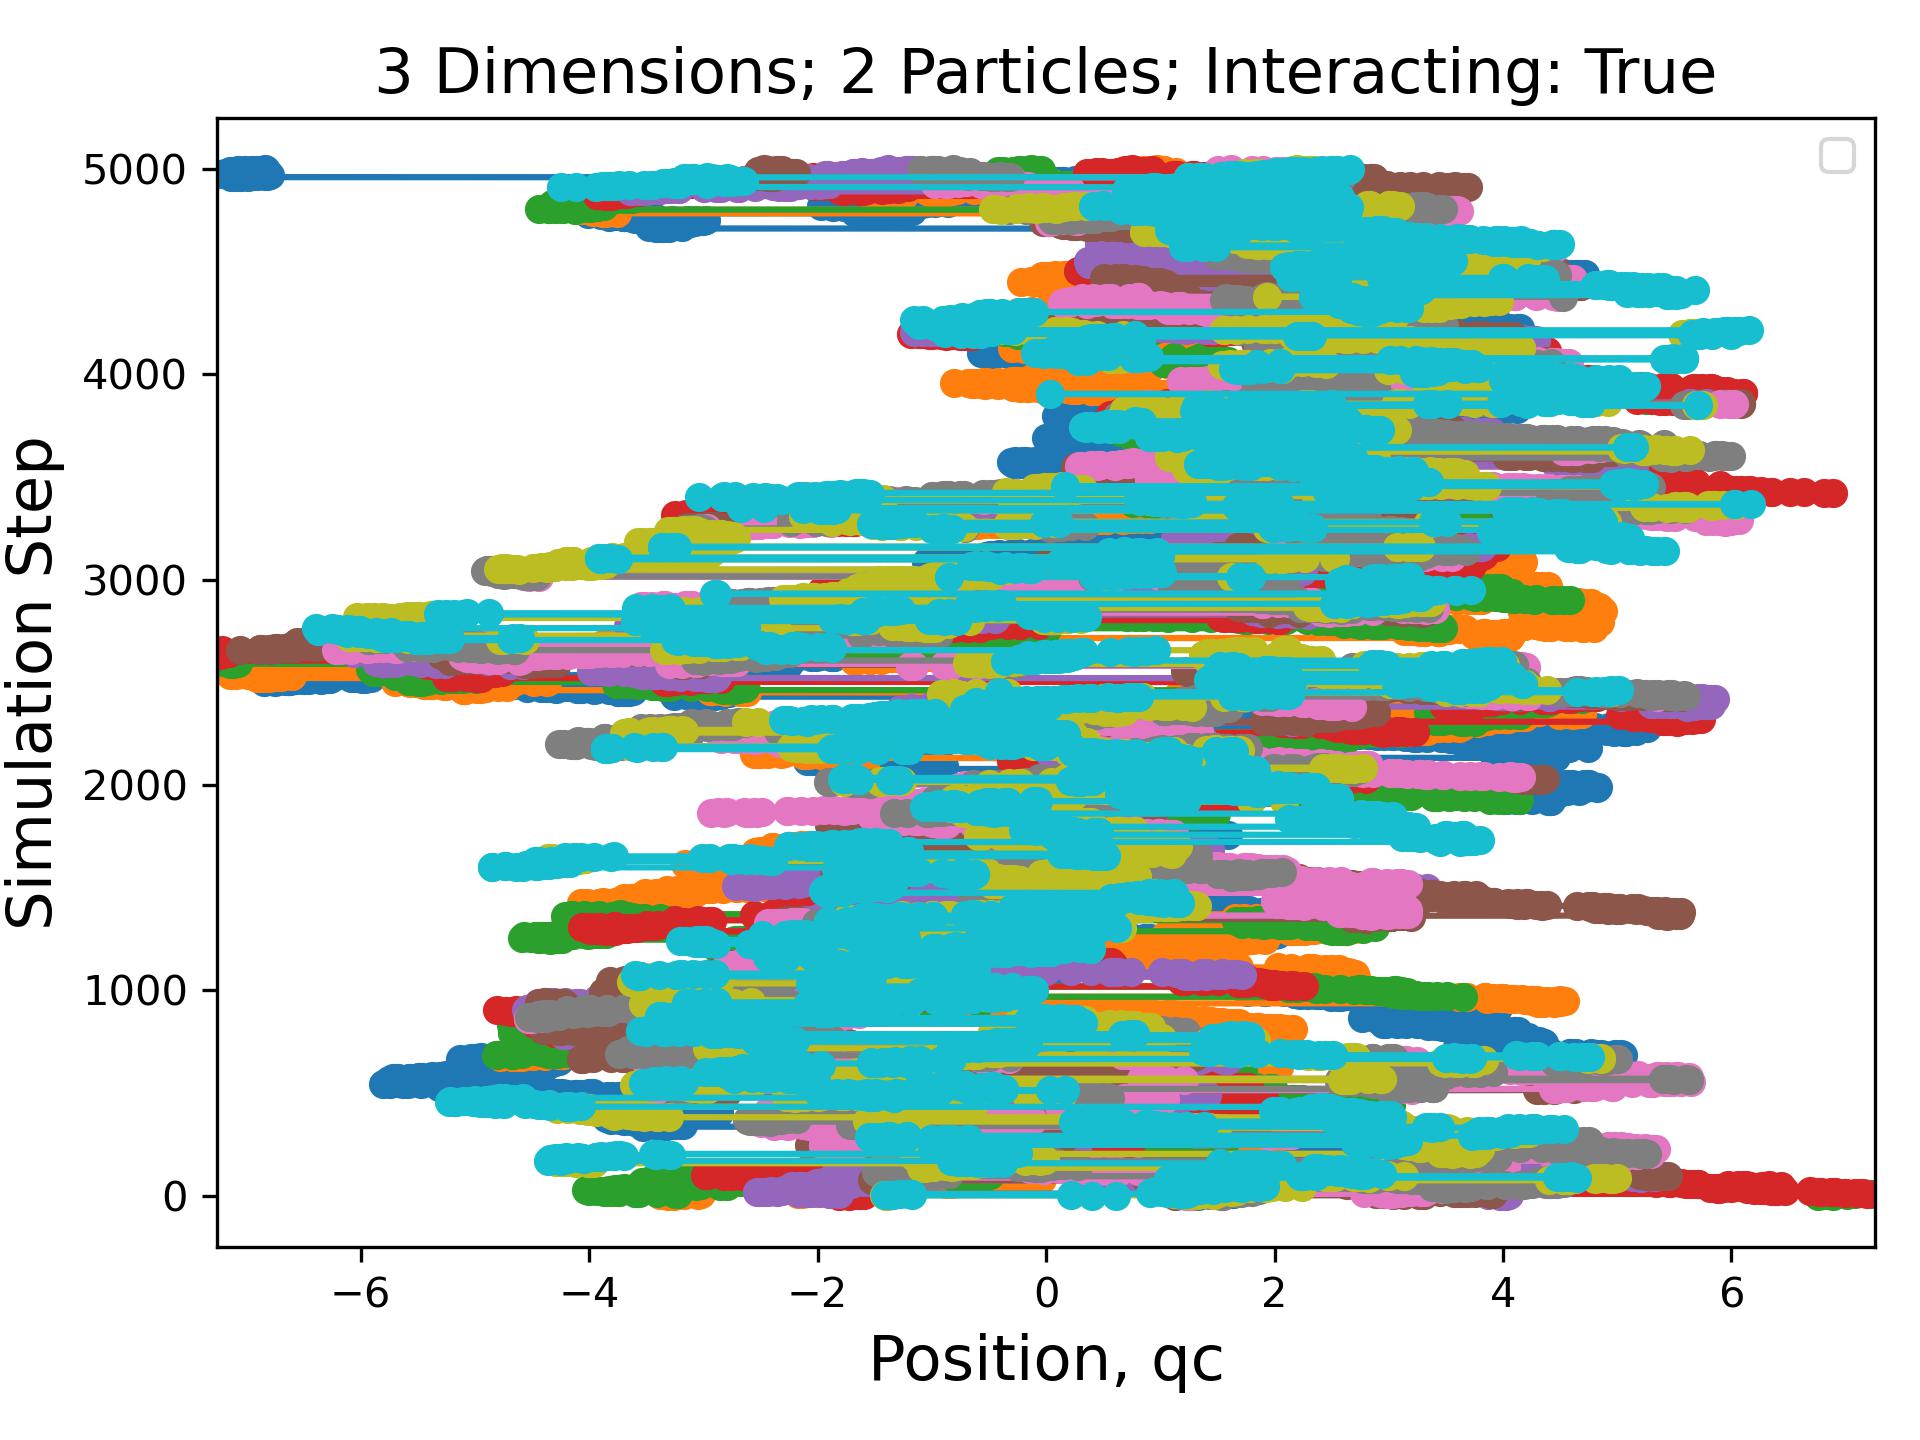 3 Dimensions; 2 Particles; Interacting: True
5000
4000
3000
2000
1000
0
Simulation Step
−6 −4 −2 0 2 4 6
Position, qc